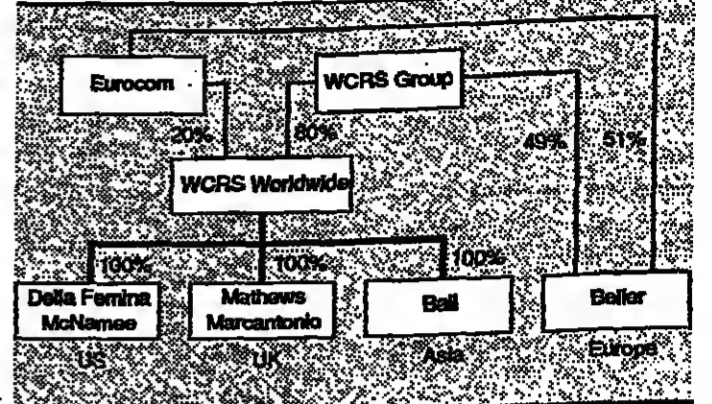 Eurocom
WCRS Group
20%
80%
49%
51%
WCRS Worldwide
100%
100%
100%
Della Femina
McNamee
Mathews
Marcantonio
Ball
Belier
US
UK
Asia
Europe